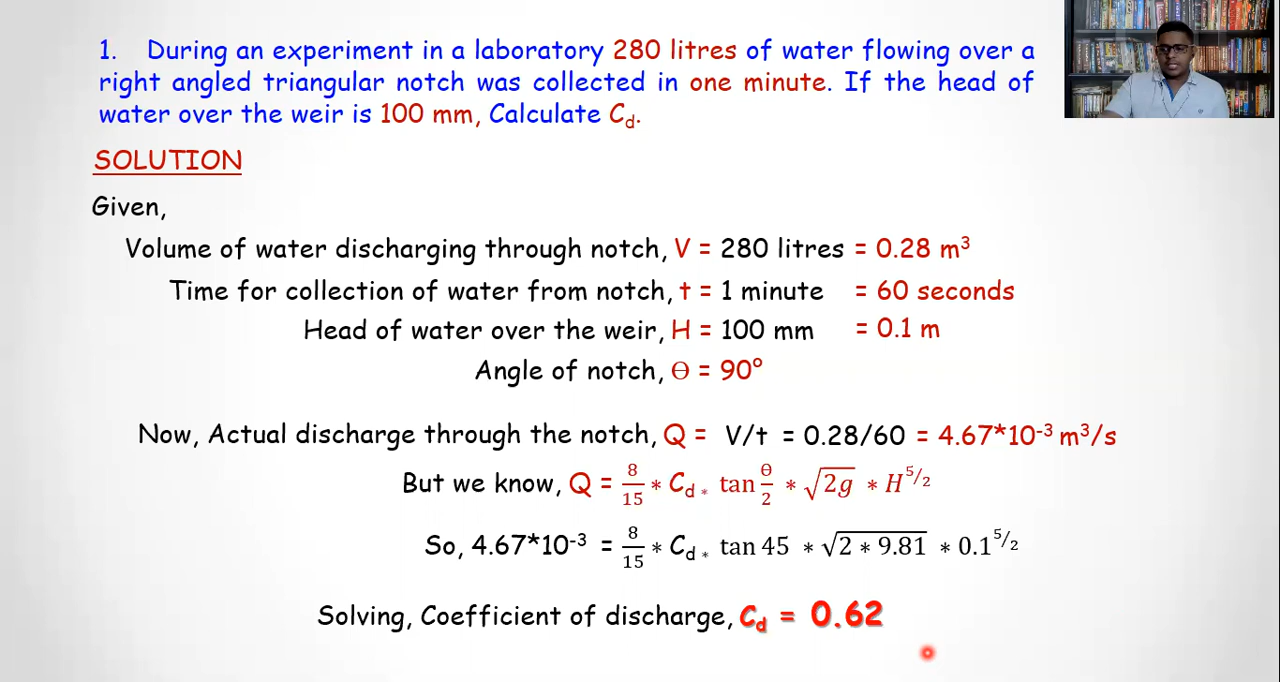 1. During an experiment in a laboratory 280 litres of water flowing over a
right angled triangular notch was collected in one minute. If the head of
water over the weir is 100 mm, Calculate Cd.
SOLUTION
Given,
Volume of water discharging through notch, V = 280 litres = 0.28 m³
Time for collection of water from notch, t = 1 minute = 60 seconds
Head of water over the weir, H = 100 mm = 0.1 m
Angle of notch, Ө = 90°
Now, Actual discharge through the notch, Q = V/t = 0.28/60 = 4.67*10⁻³ m³/s
But we know, Q = 8/15 * Cd * tan Ө/2 * √2g * H^5/2
So, 4.67*10⁻³ = 8/15 * Cd * tan 45 * √2 * 9.81 * 0.1^5/2
Solving, Coefficient of discharge, Cd = 0.62